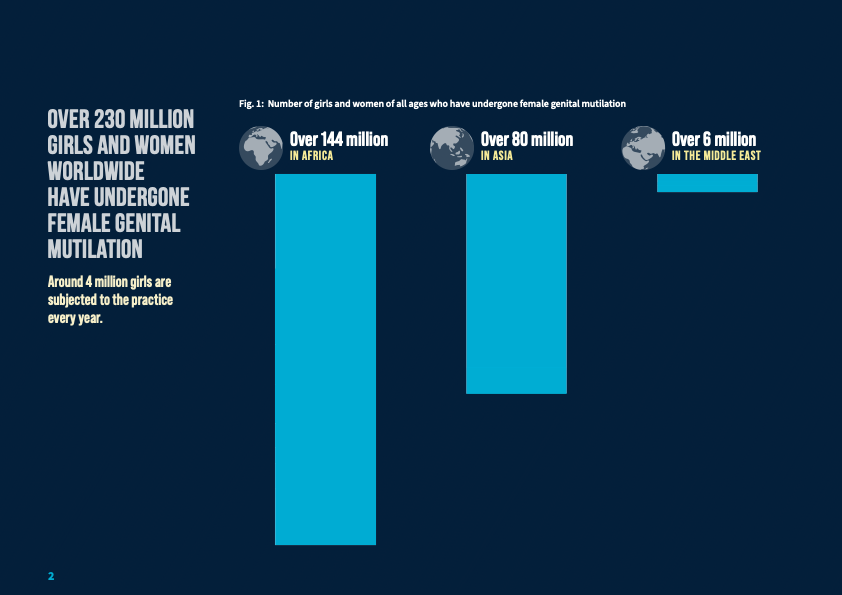 OVER 230 MILLION
GIRLS AND WOMEN
WORLDWIDE
HAVE UNDERGONE
FEMALE GENITAL
MUTILATION
Around 4 million girls are
subjected to the practice
every year.
Fig. 1: Number of girls and women of all ages who have undergone female genital mutilation
Over 144 million
IN AFRICA
Over 80 million
IN ASIA
Over 6 million
IN THE MIDDLE EAST
2